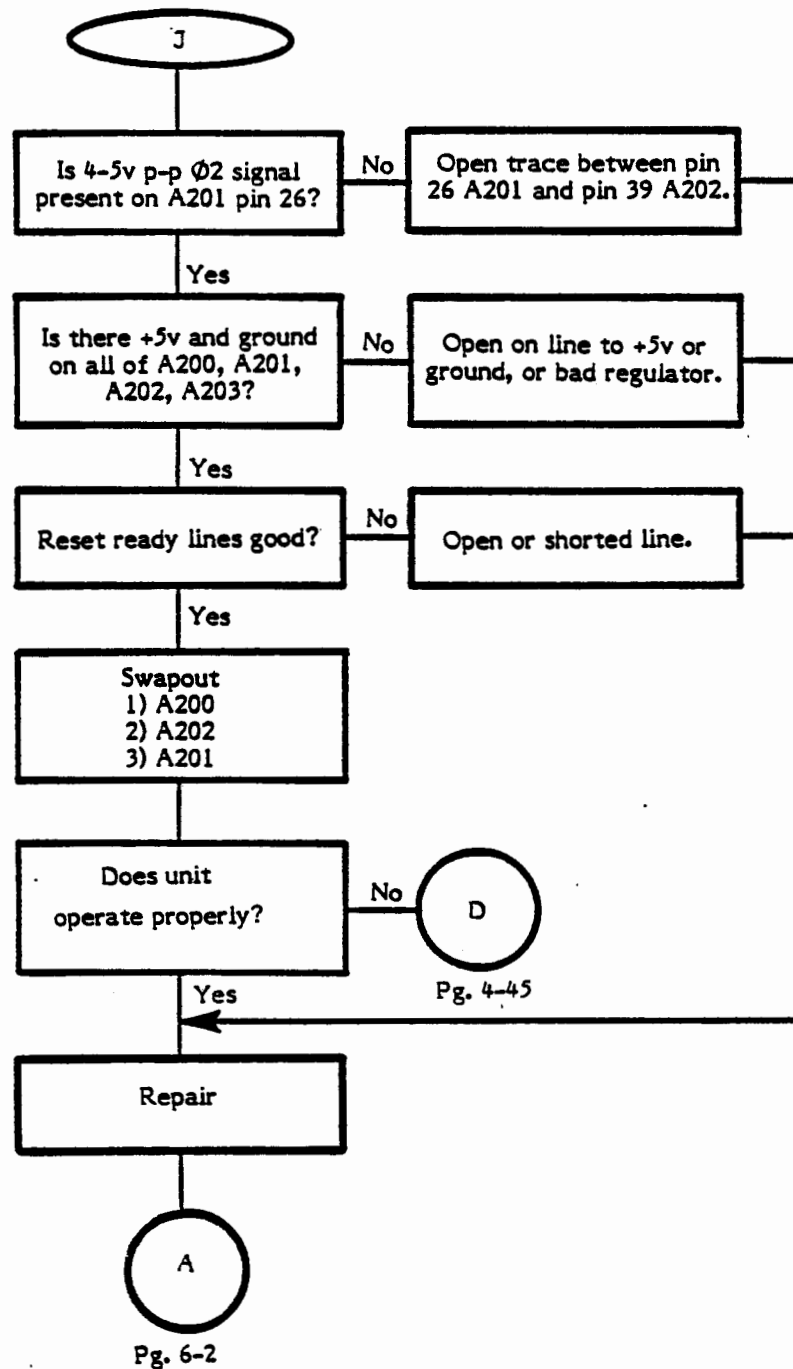 J
Is 4-5v p-p Ø2 signal
present on A201 pin 26?
No
Open trace between pin
26 A201 and pin 39 A202.
Yes
Is there +5v and ground
on all of A200, A201,
A202, A203?
No
Open on line to +5v or
ground, or bad regulator.
Yes
Reset ready lines good?
No
Open or shorted line.
Yes
Swapout
1) A200
2) A202
3) A201
Does unit
operate properly?
No
D
Pg. 4-45
Yes
Repair
A
Pg. 6-2